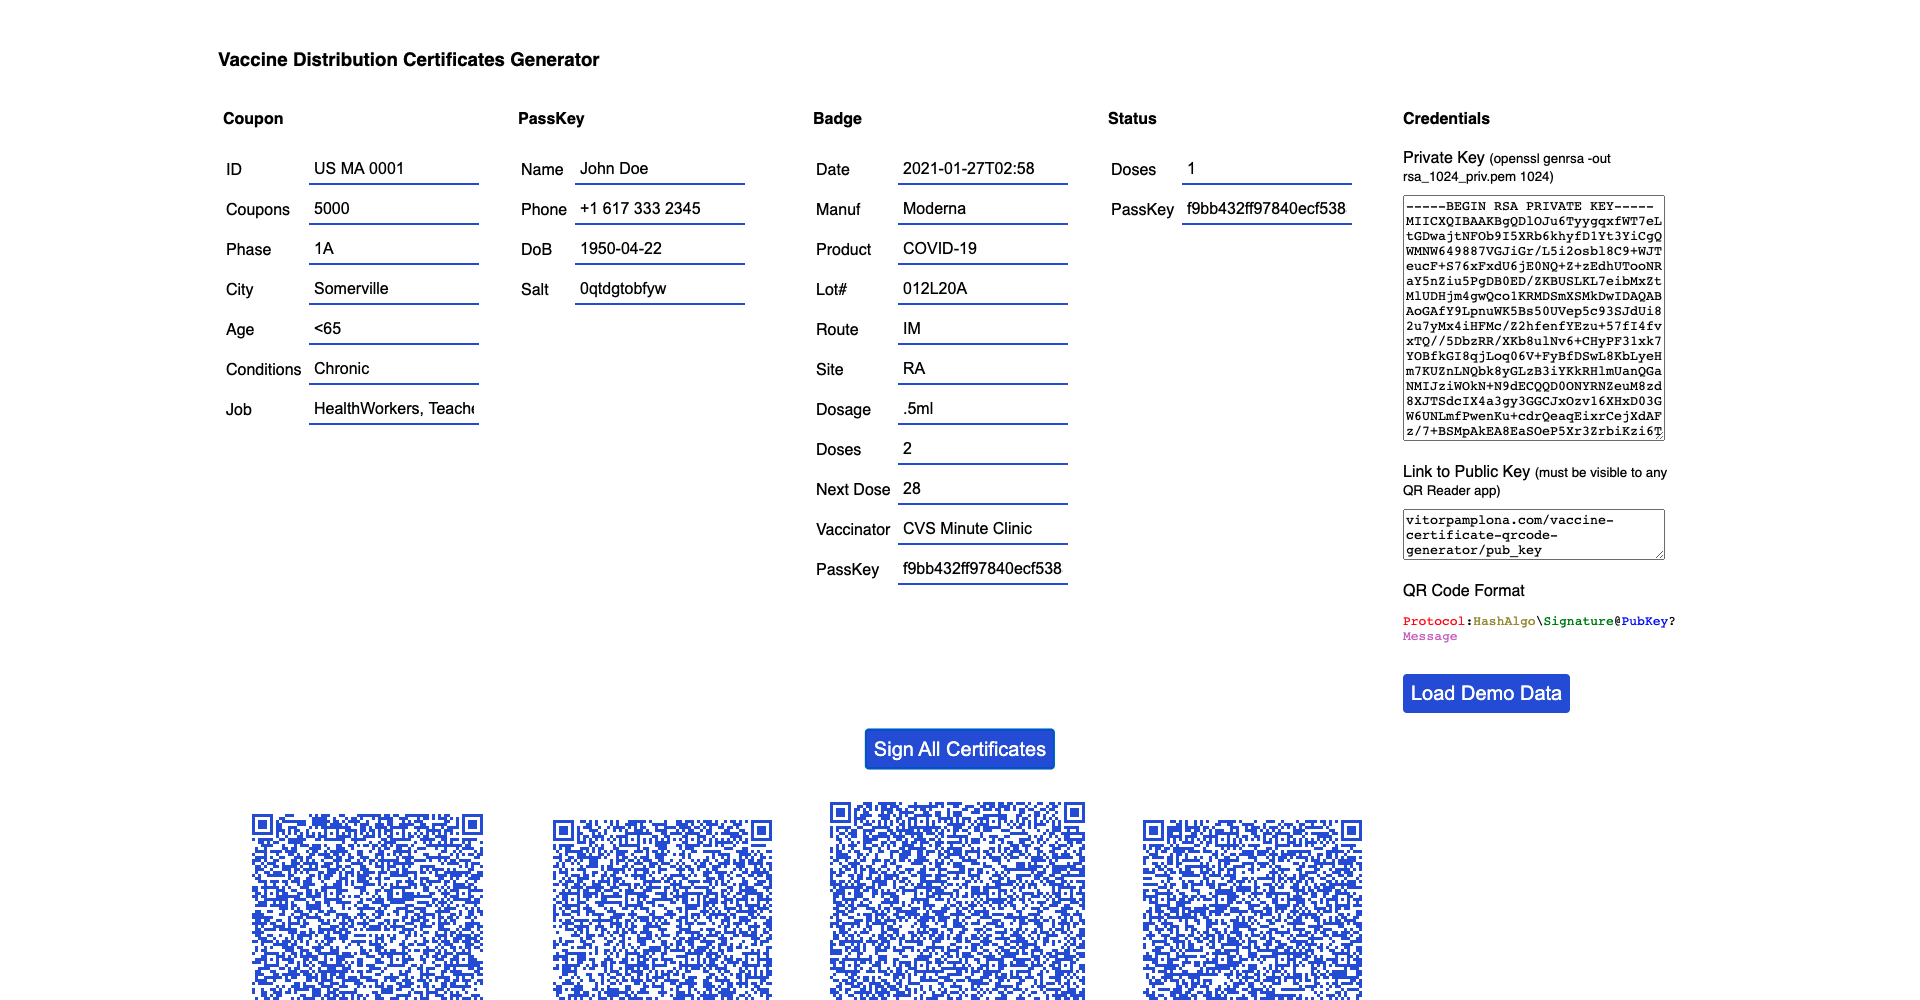 Vaccine Distribution Certificates Generator
Coupon
ID US MA 0001
Coupons 5000
Phase 1A
City Somerville
Age <65
Conditions Chronic
Job HealthWorkers, Teache
PassKey
Name John Doe
Phone +1 617 333 2345
DoB 1950-04-22
Salt 0qtdgtobfyw
Badge
Date 2021-01-27T02:58
Manuf Moderna
Product COVID-19
Lot# 012L20A
Route IM
Site RA
Dosage .5ml
Doses 2
Next Dose 28
Vaccinator CVS Minute Clinic
PassKey f9bb432ff97840ecf538
Status
Doses 1
PassKey f9bb432ff97840ecf538
Credentials
Private Key (openssl genrsa -out
rsa_1024_priv.pem 1024)
-----BEGIN RSA PRIVATE KEY-----
MIICXQIBAAKBgQDlOJu6TyygqxfWT7eL
tGDwajtNFOb9I5XRb6khyfD1Yt3YiCgQ
WMNW649887VGJiGr/L5i2osbl8C9+WJT
eucF+S76xFxdU6jE0NQ+Z+zEdhUTooNR
aY5nZiu5PgDB0ED/ZKBUSLKL7eibMxZt
MlUDHjm4gwQco1KRMDSmXSMkDwIDAQAB
AoGAfY9LpnuWK5Bs50UVep5c93SJdUi8
2u7yMx4iHFMc/Z2hfenfYEzu+57fI4fv
xTQ//5DbzRR/XKb8ulNv6+CHyPF31xk7
YOBfkGI8qjLoq06V+FyBfDSwL8KbLyeH
m7KUZnLNQbk8yGLzB3iYKkRHlmUanQGa
NMIJziWOkN+N9dECQQD0ONYRNZeuM8zd
8XJTSdcIX4a3gy3GGCJxOzv16XHxD03G
W6UNLmfPwenKu+cdrQeaqEixrCejXdAF
z/7+BSMpAkEA8EaSOeP5Xr3ZrbiKzi6T
Link to Public Key (must be visible to any
QR Reader app)
vitorpamplona.com/vaccine-
certificate-qrcode-
generator/pub_key
QR Code Format
Protocol:HashAlgo\Signature@PubKey?
Message
Load Demo Data
Sign All Certificates